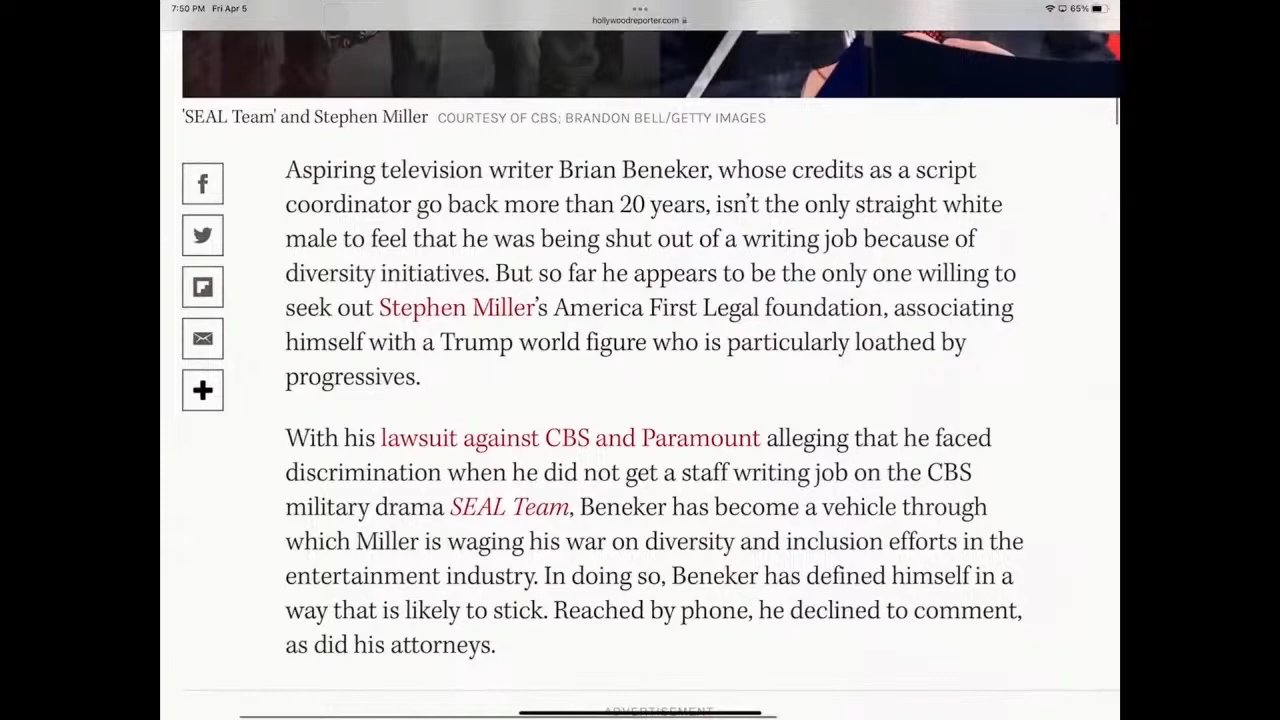 7:50 PM Fri Apr 5
65%
hollywoodreporter.com
'SEAL Team' and Stephen Miller COURTESY OF CBS; BRANDON BELL/GETTY IMAGES
Aspiring television writer Brian Beneker, whose credits as a script
coordinator go back more than 20 years, isn’t the only straight white
male to feel that he was being shut out of a writing job because of
diversity initiatives. But so far he appears to be the only one willing to
seek out Stephen Miller’s America First Legal foundation, associating
himself with a Trump world figure who is particularly loathed by
progressives.
With his lawsuit against CBS and Paramount alleging that he faced
discrimination when he did not get a staff writing job on the CBS
military drama SEAL Team, Beneker has become a vehicle through
which Miller is waging his war on diversity and inclusion efforts in the
entertainment industry. In doing so, Beneker has defined himself in a
way that is likely to stick. Reached by phone, he declined to comment,
as did his attorneys.
ADVERTISEMENT